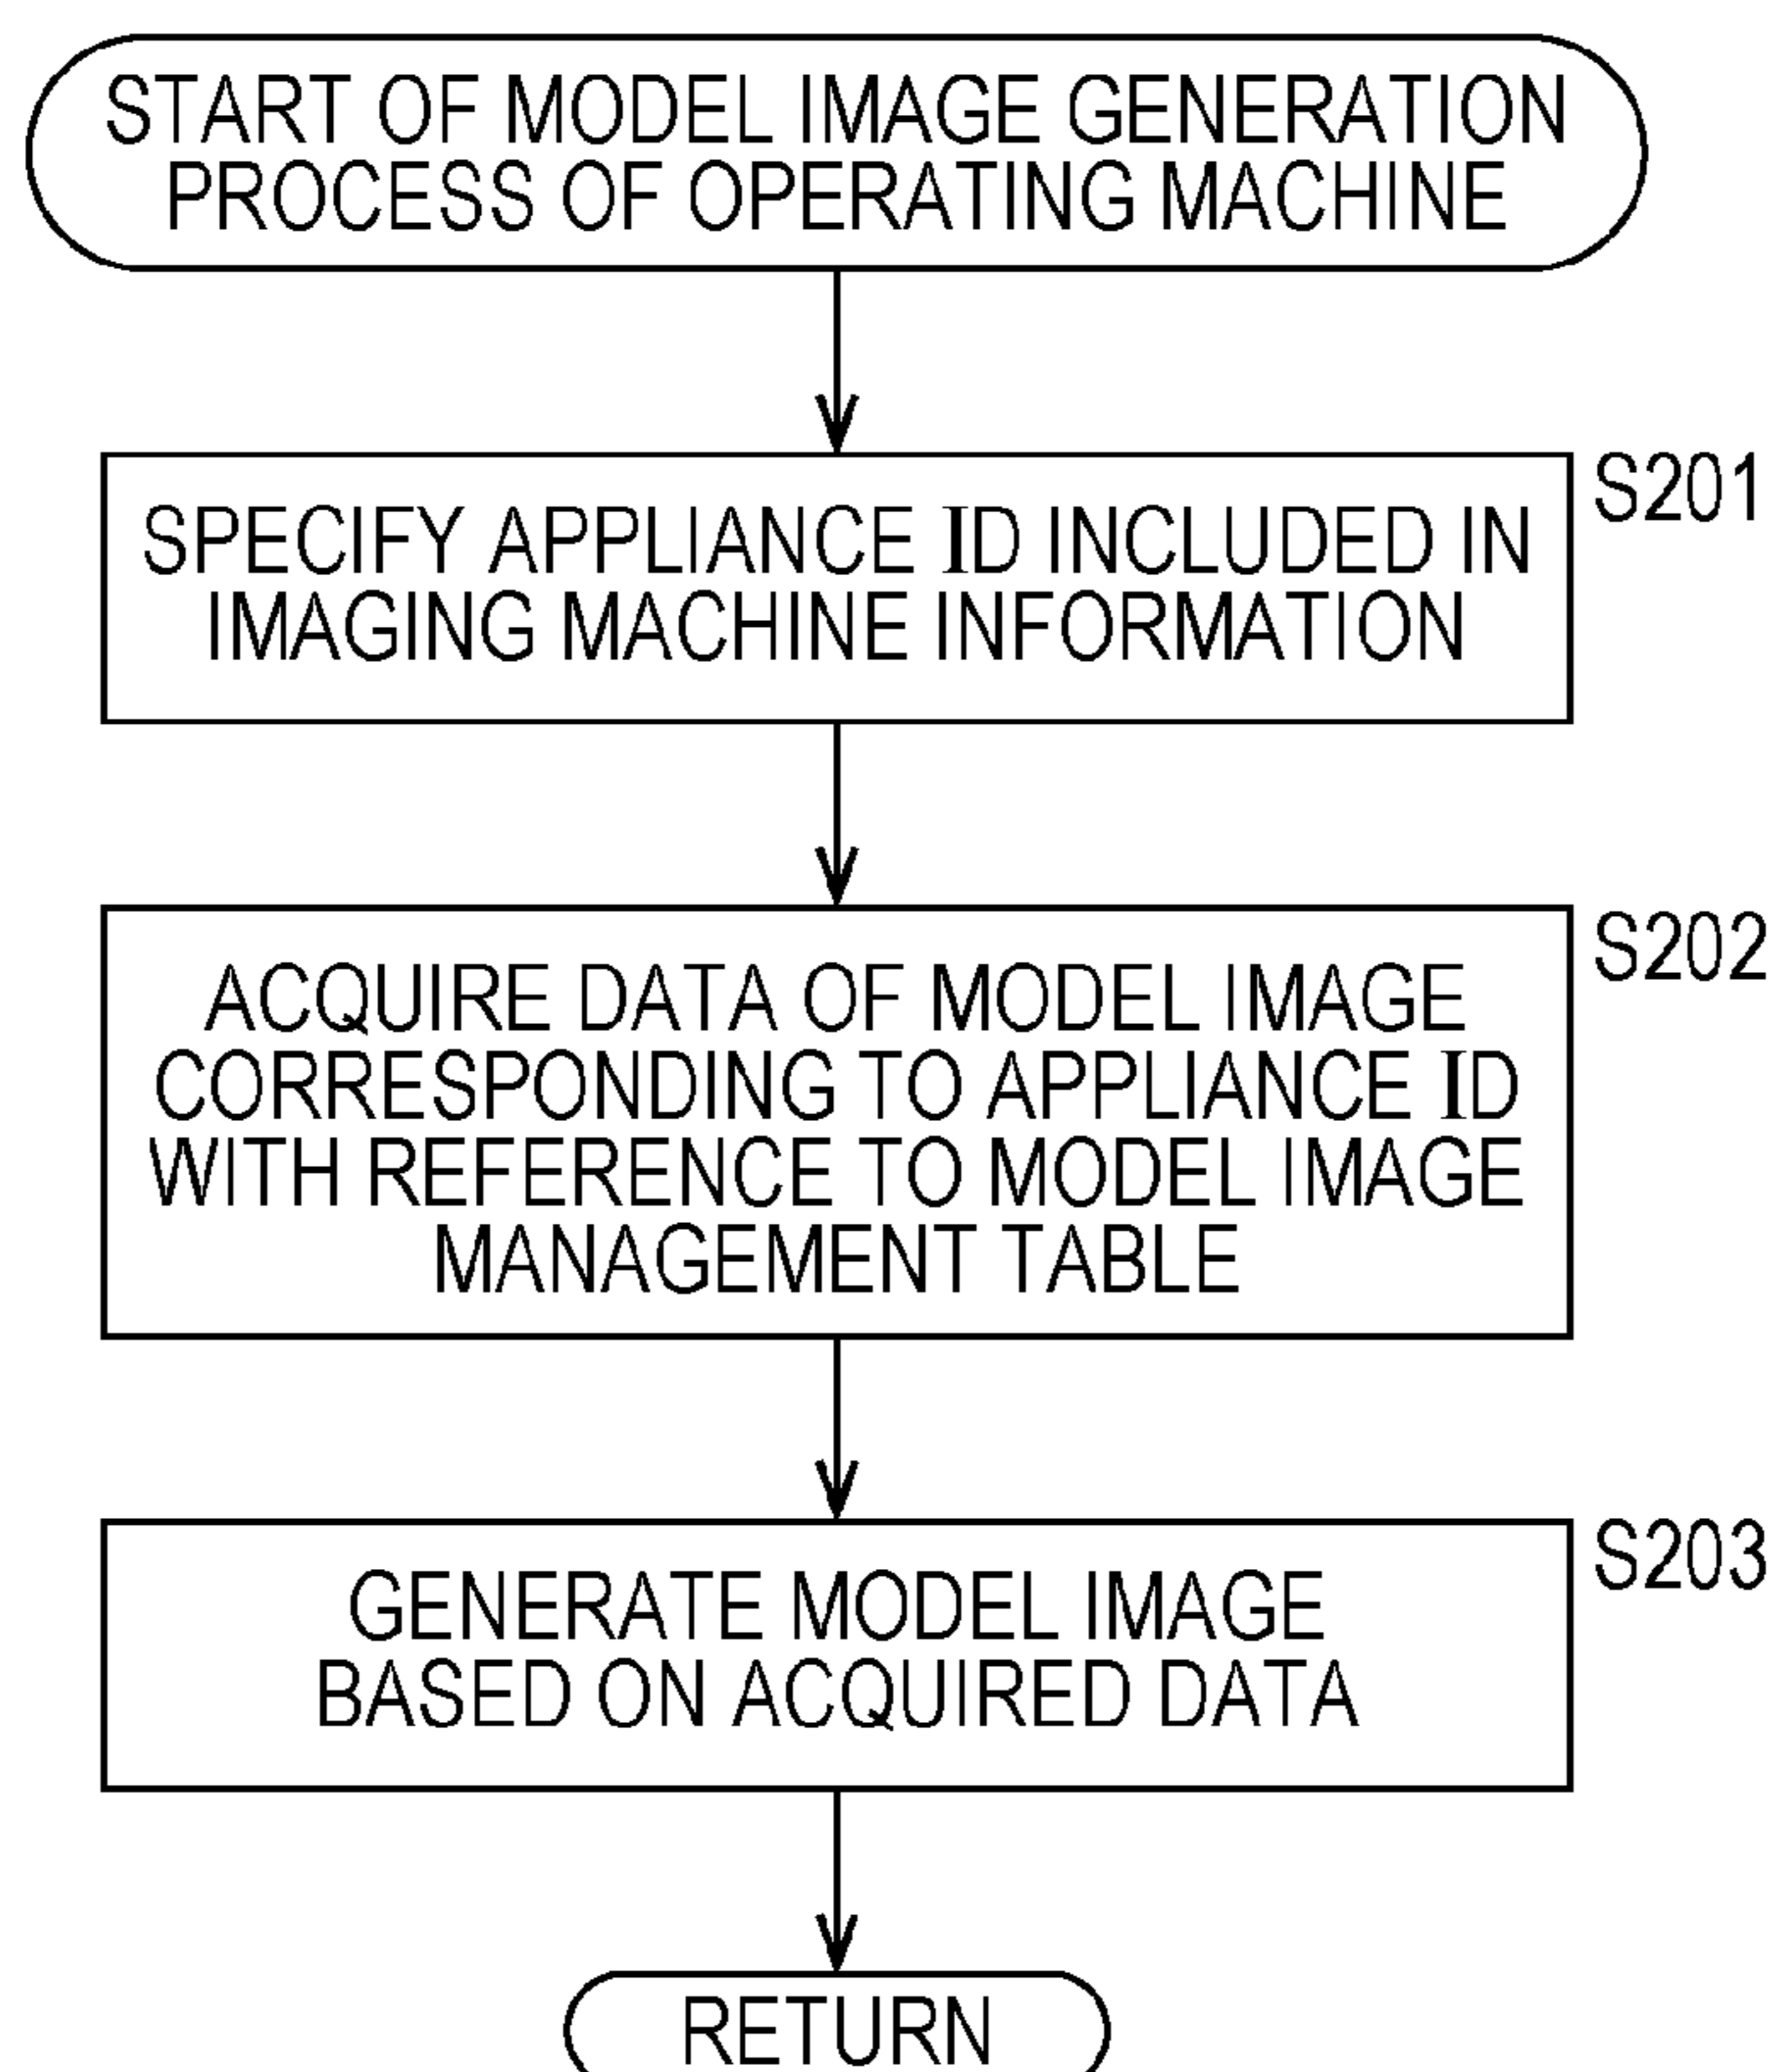 START OF MODEL IMAGE GENERATION
PROCESS OF OPERATING MACHINE
S201
SPECIFY APPLIANCE ID INCLUDED IN
IMAGING MACHINE INFORMATION
S202
ACQUIRE DATA OF MODEL IMAGE
CORRESPONDING TO APPLIANCE ID
WITH REFERENCE TO MODEL IMAGE
MANAGEMENT TABLE
S203
GENERATE MODEL IMAGE
BASED ON ACQUIRED DATA
RETURN